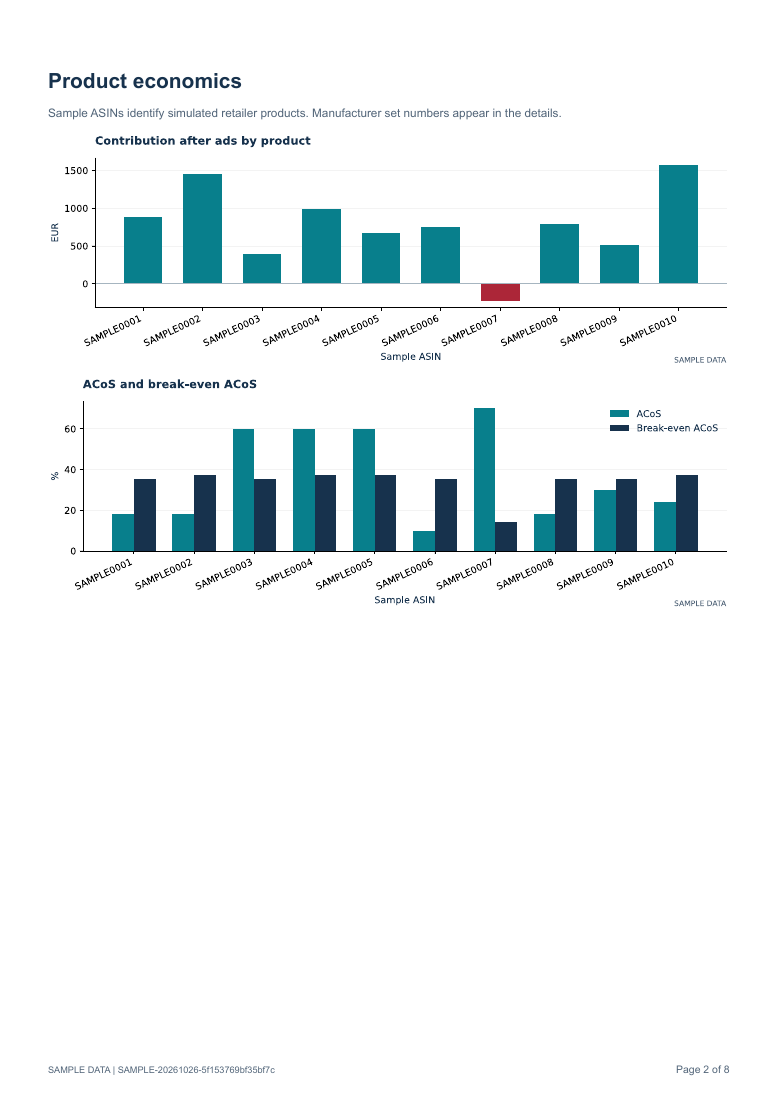 Product economics
Sample ASINs identify simulated retailer products. Manufacturer set numbers appear in the details.
Contribution after ads by product
1500
1000
500
0
EUR
SAMPLE0001 SAMPLE0002 SAMPLE0003 SAMPLE0004 SAMPLE0005 SAMPLE0006 SAMPLE0007 SAMPLE0008 SAMPLE0009 SAMPLE0010
Sample ASIN
SAMPLE DATA
ACoS and break-even ACoS
ACoS
Break-even ACoS
60
40
20
0
%
SAMPLE0001 SAMPLE0002 SAMPLE0003 SAMPLE0004 SAMPLE0005 SAMPLE0006 SAMPLE0007 SAMPLE0008 SAMPLE0009 SAMPLE0010
Sample ASIN
SAMPLE DATA
SAMPLE DATA | SAMPLE-20261026-5f153769bf35bf7c
Page 2 of 8